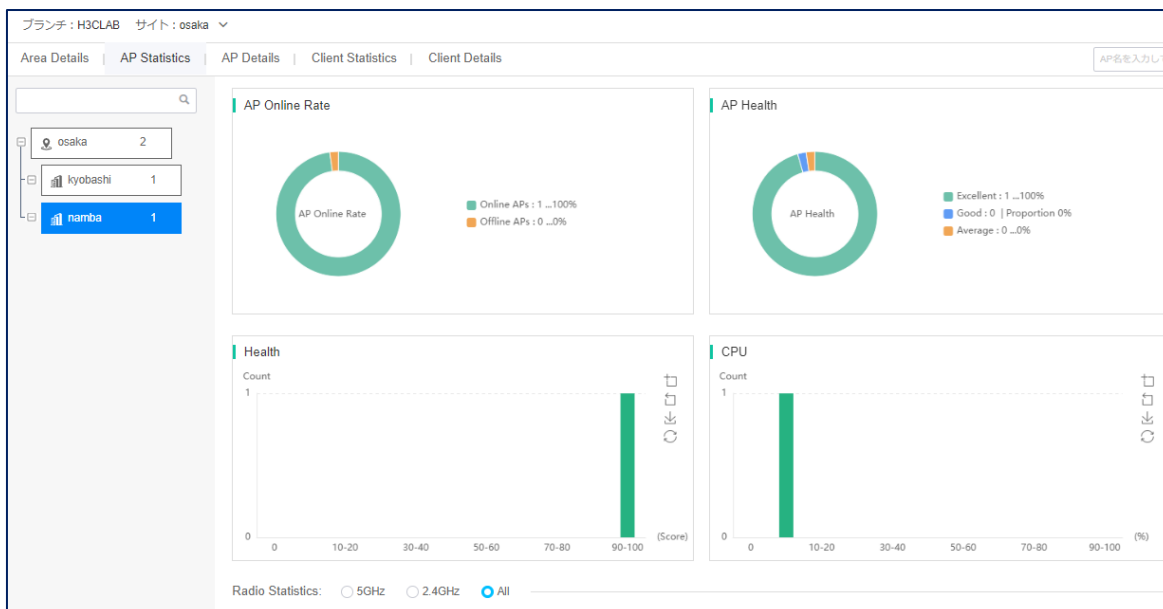 ブランチ : H3CLAB サイト : osaka
Area Details | AP Statistics | AP Details | Client Statistics | Client Details
AP名を入力して
osaka 2
kyobashi 1
namba 1
AP Online Rate
AP Online Rate
Online APs : 1 ...100%
Offline APs : 0 ...0%
AP Health
AP Health
Excellent : 1 ...100%
Good : 0 | Proportion 0%
Average : 0 ...0%
Health
Count
1
0
0 10-20 30-40 50-60 70-80 90-100 (Score)
CPU
Count
1
0
0 10-20 30-40 50-60 70-80 90-100 (%)
Radio Statistics: 5GHz 2.4GHz All